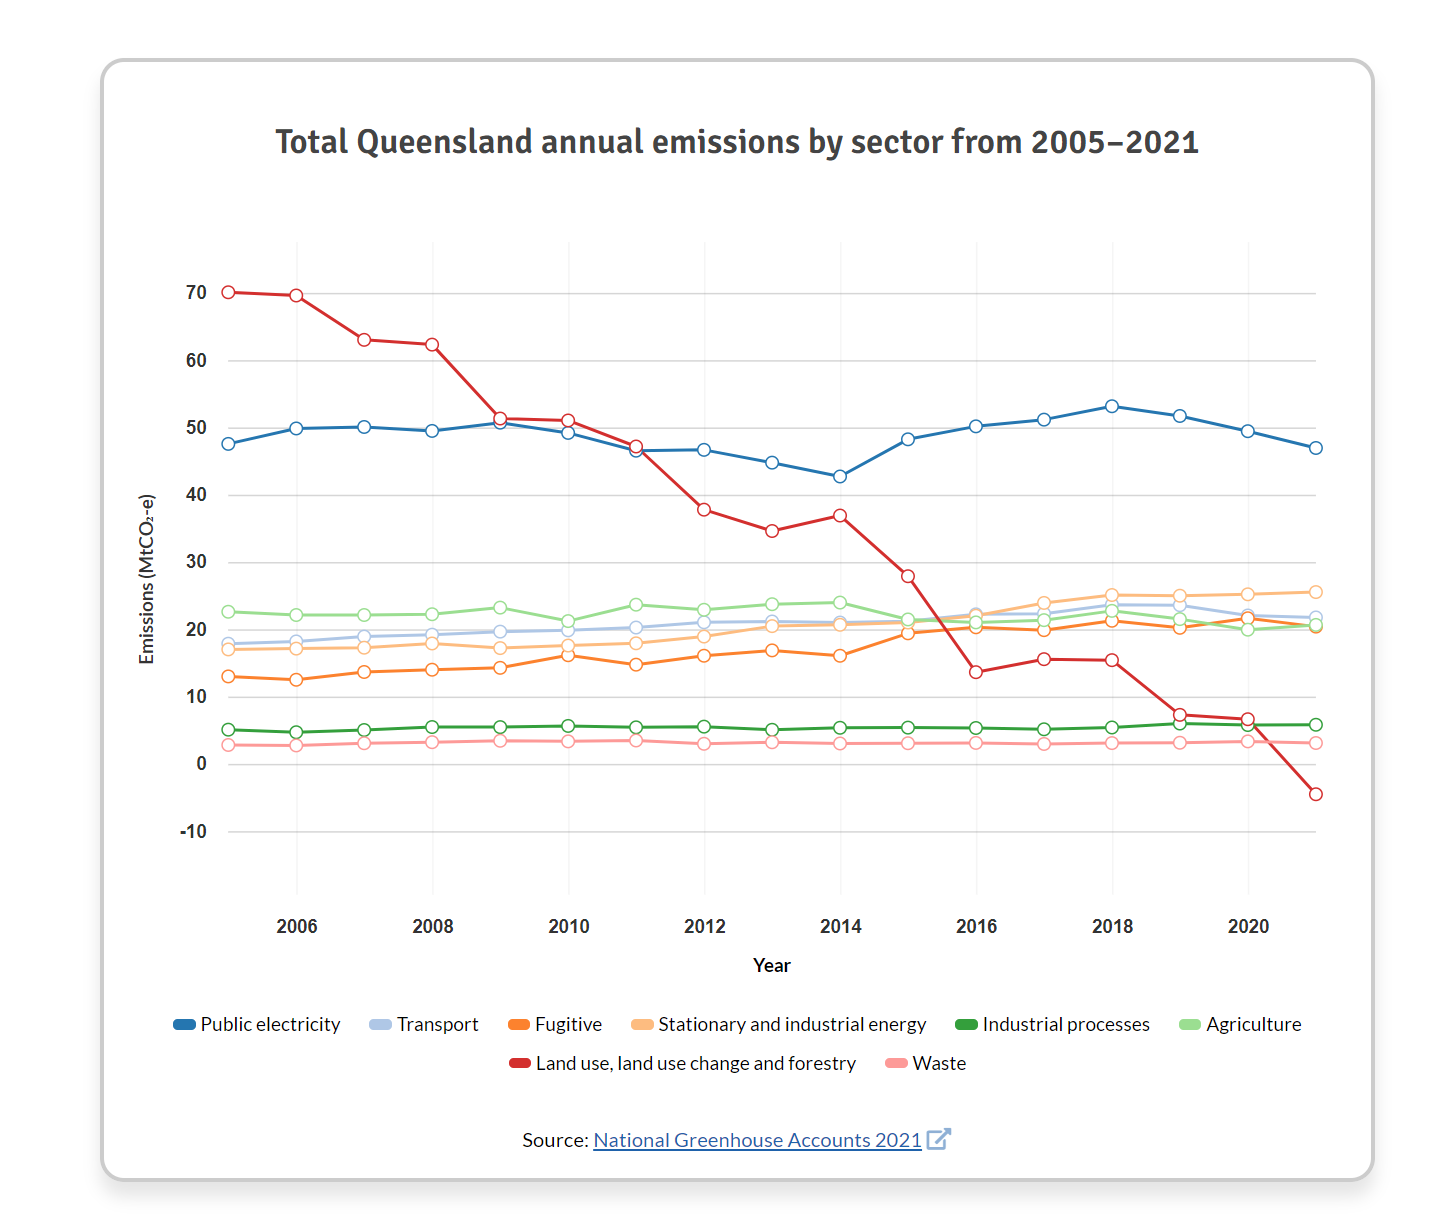 Total Queensland annual emissions by sector from 2005–2021
Emissions (MtCO₂-e)
70
60
50
40
30
20
10
0
-10
2006 2008 2010 2012 2014 2016 2018 2020
Year
Public electricity Transport Fugitive Stationary and industrial energy Industrial processes Agriculture
Land use, land use change and forestry Waste
Source: National Greenhouse Accounts 2021